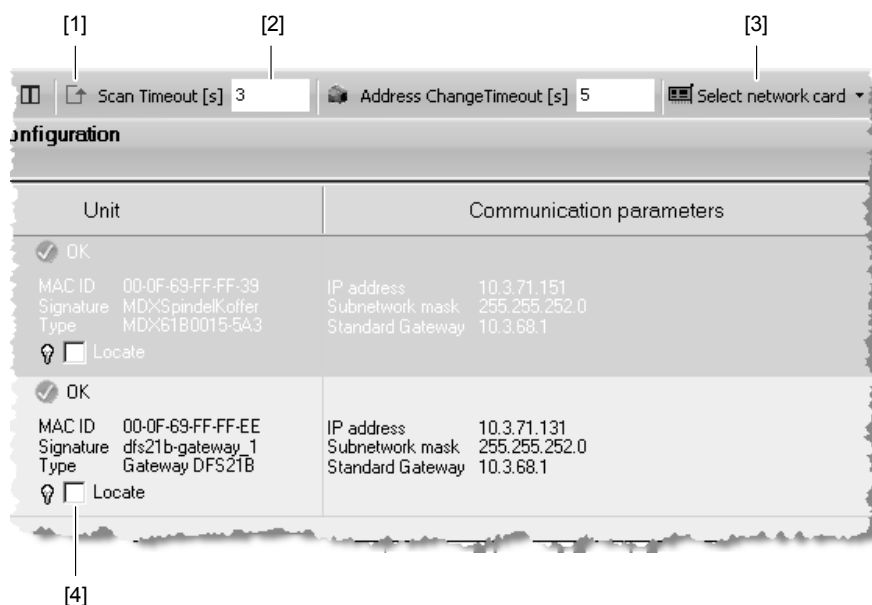 [1] [2] [3]
Scan Timeout [s] 3 Address ChangeTimeout [s] 5 Select network card
onfiguration
Unit Communication parameters
OK
MAC ID 00-0F-69-FF-FF-39 IP address 10.3.71.151
Signature MDXSpindelKoffer Subnetwork mask 255.255.252.0
Type MDX61B0015-5A3 Standard Gateway 10.3.68.1
Locate
OK
MAC ID 00-0F-69-FF-FF-EE IP address 10.3.71.131
Signature dfs21b-gateway_1 Subnetwork mask 255.255.252.0
Type Gateway DFS21B Standard Gateway 10.3.68.1
Locate
[4]